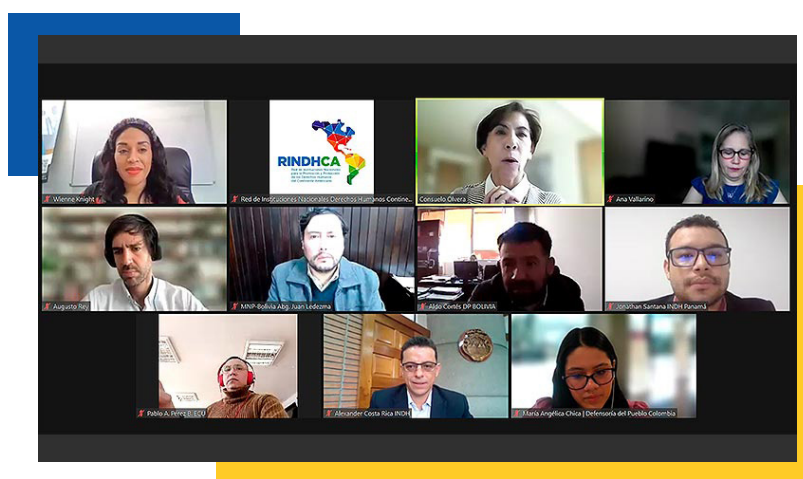 RINDHCA
Red de Instituciones Nacionales
para la Promoción y Protección
de los Derechos Humanos
del Continente Americano
Wienne Knight
Red de Instituciones Nacionales Derechos Humanos Contine...
Consuelo Olvera
Ana Vallarino
Augusto Rey
MNP-Bolivia Abg. Juan Ledezma
Aldo Cortés DP BOLIVIA
Jonathan Santana INDH Panamá
Pablo A. Pérez B. ECU
Alexander Costa Rica INDH
María Angélica Chica | Defensoría del Pueblo Colombia